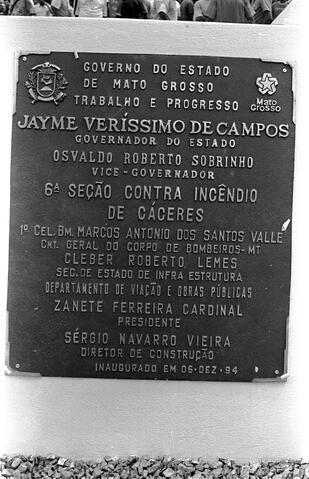 GOVERNO DO ESTADO
DE MATO GROSSO
TRABALHO E PROGRESSO
Mato
Grosso
JAYME VERÍSSIMO DE CAMPOS
GOVERNADOR DO ESTADO
OSVALDO ROBERTO SOBRINHO
VICE-GOVERNADOR
6ª SEÇÃO CONTRA INCÊNDIO
DE CÁCERES
1º CEL. BM. MARCOS ANTONIO DOS SANTOS VALLE
CMT. GERAL DO CORPO DE BOMBEIROS-MT
CLEBER ROBERTO LEMES
SEC. DE ESTADO DE INFRA ESTRUTURA
DEPARTAMENTO DE VIAÇÃO E OBRAS PÚBLICAS
ZANETE FERREIRA CARDINAL
PRESIDENTE
SÉRGIO NAVARRO VIEIRA
DIRETOR DE CONSTRUÇÃO
INAUGURADO EM 06-DEZ-94